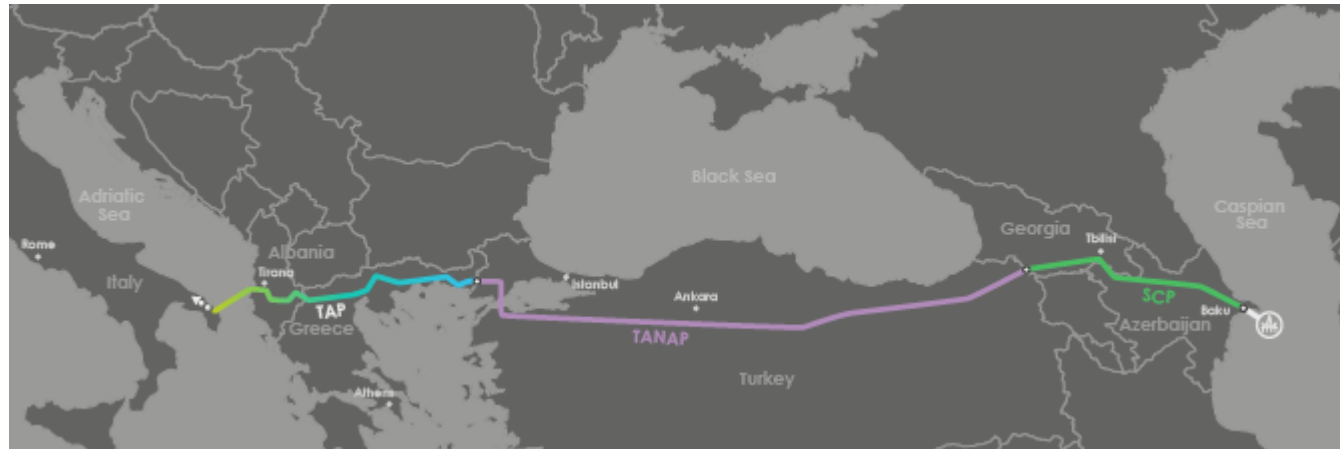 Black Sea
Adriatic
Sea
Caspian
Sea
Georgia
Tbilisi
Rome
Albania
Tirana
Italy
Istanbul
Ankara
TAP
Greece
SCP
Baku
Azerbaijan
TANAP
Turkey
Athens